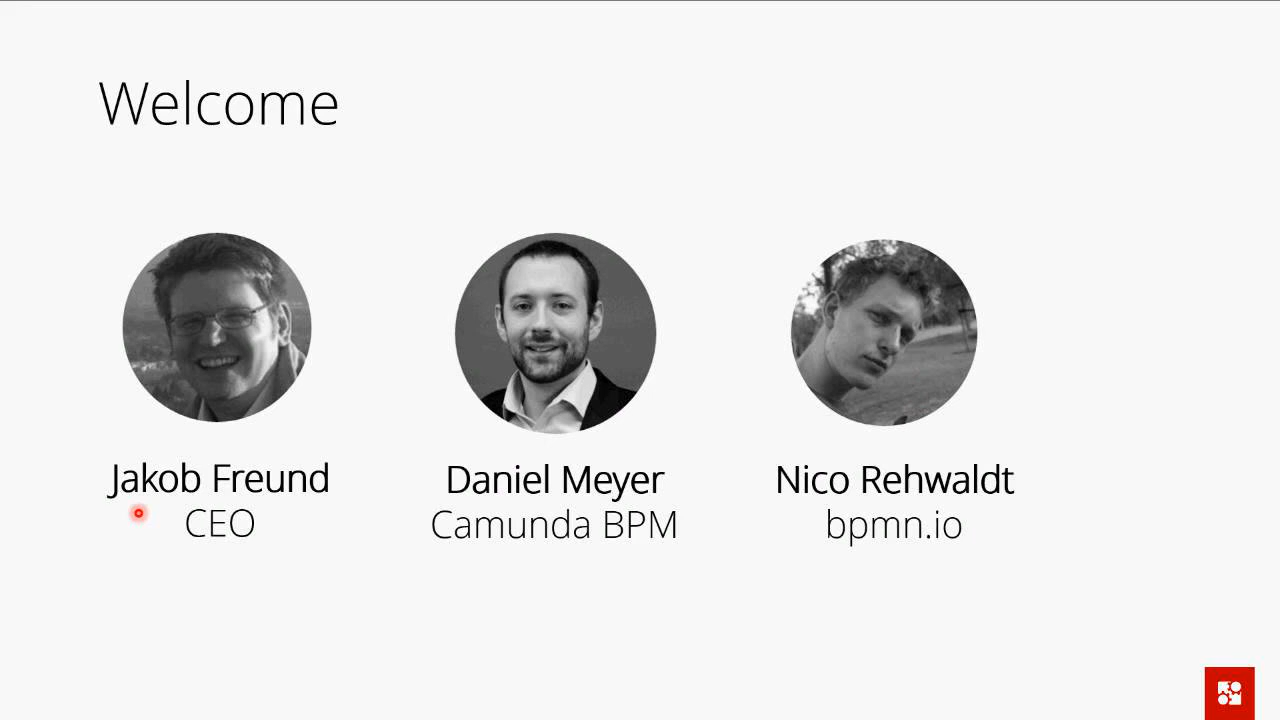 Welcome
Jakob Freund
CEO
Daniel Meyer
Camunda BPM
Nico Rehwaldt
bpmn.io